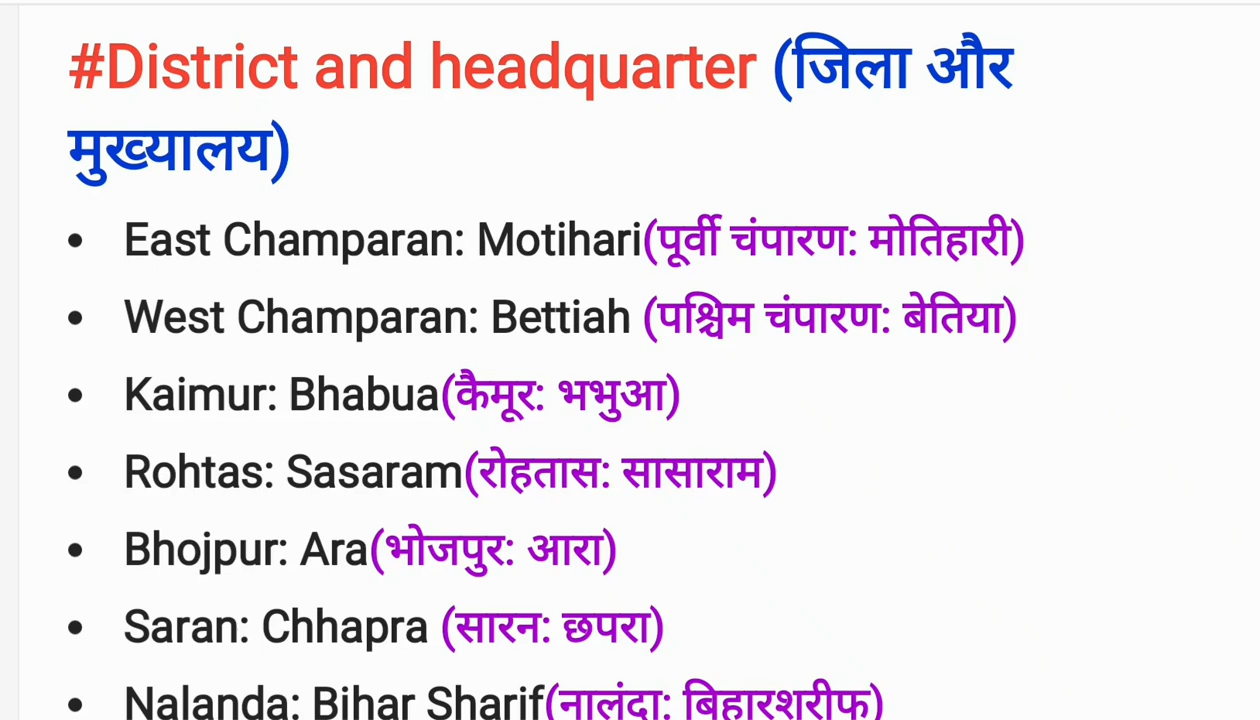 #District and headquarter (जिला और
मुख्यालय)
• East Champaran: Motihari(पूर्वी चंपारण: मोतिहारी)
• West Champaran: Bettiah (पश्चिम चंपारण: बेतिया)
• Kaimur: Bhabua(कैमूर: भभुआ)
• Rohtas: Sasaram(रोहतास: सासाराम)
• Bhojpur: Ara(भोजपुर: आरा)
• Saran: Chhapra (सारन: छपरा)
• Nalanda: Bihar Sharif(नालंदा: बिहारशरीफ)